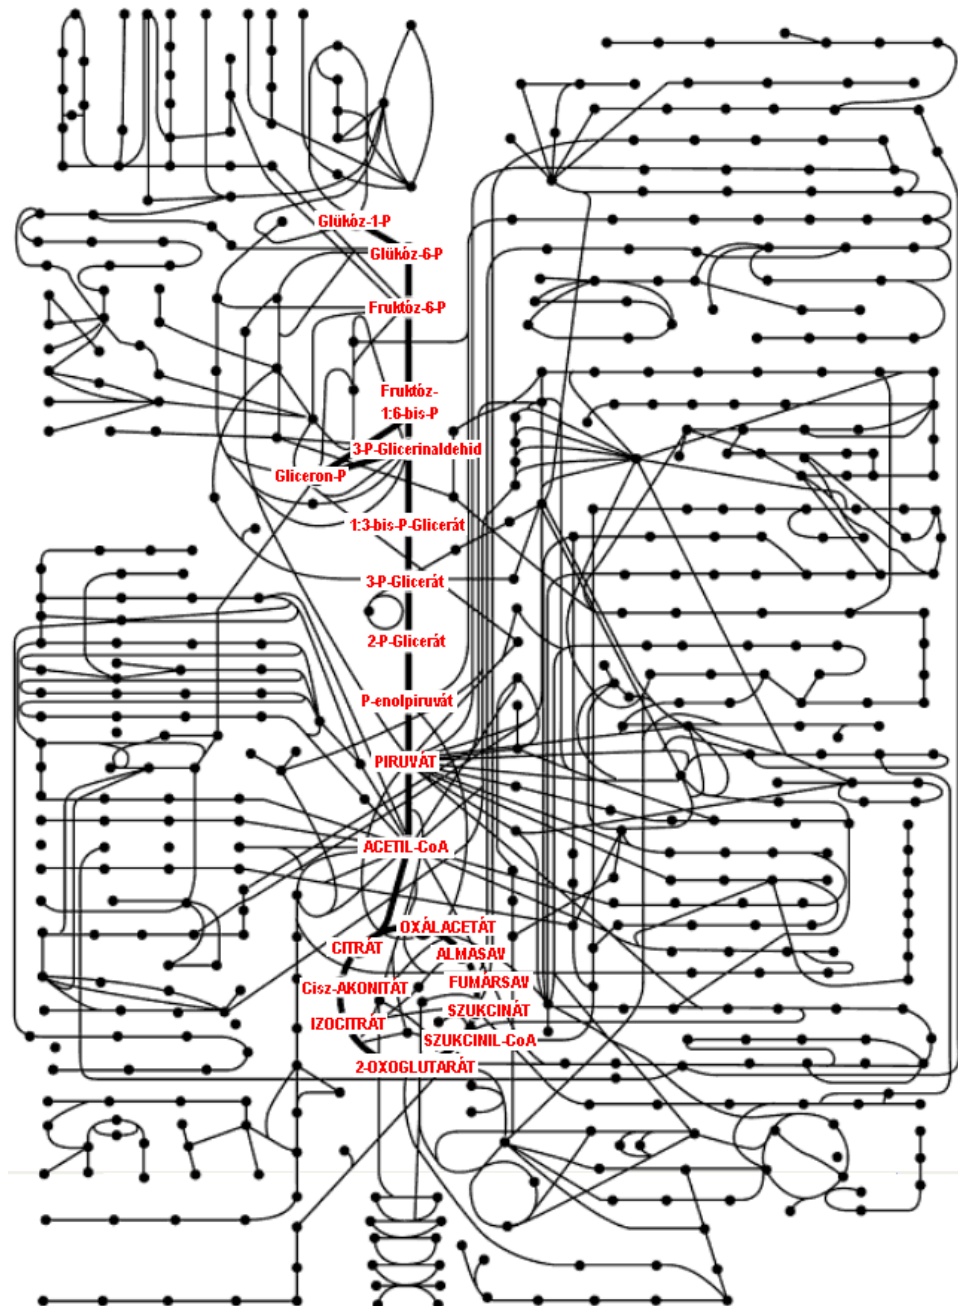 Glükóz-1-P
Glükóz-6-P
Fruktóz-6-P
Fruktóz-
1:6-bis-P
3-P-Glicerinaldehid
Gliceron-P
1:3-bis-P-Glicerát
3-P-Glicerát
2-P-Glicerát
P-enolpiruvát
PIRUVÁT
ACETIL-CoA
OXÁLACETÁT
CITRÁT
ALMASAV
Cisz-AKONITÁT
FUMÁRSAV
SZUKCINÁT
IZOCITRÁT
SZUKCINIL-CoA
2-OXOGLUTARÁT